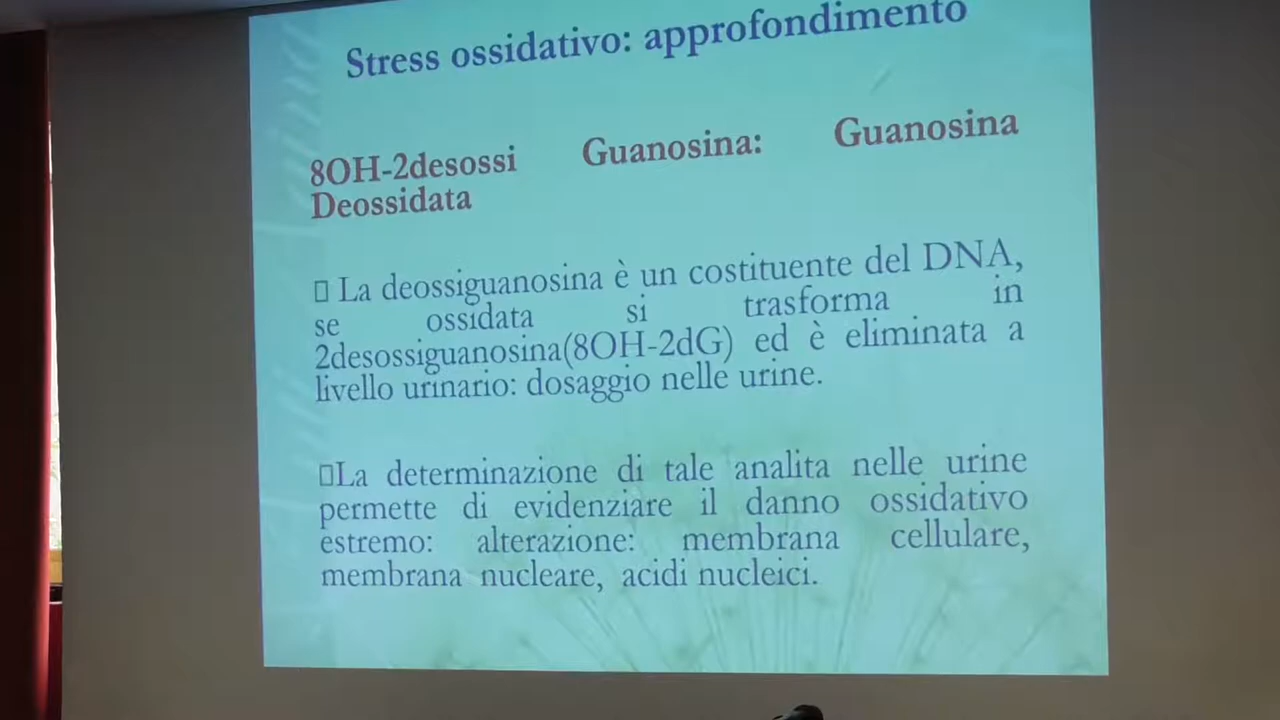 Stress ossidativo: approfondimento
8OH-2desossi Guanosina: Guanosina
Deossidata
La deossiguanosina è un costituente del DNA,
se ossidata si trasforma in
2desossiguanosina(8OH-2dG) ed è eliminata a
livello urinario: dosaggio nelle urine.
La determinazione di tale analita nelle urine
permette di evidenziare il danno ossidativo
estremo: alterazione: membrana cellulare,
membrana nucleare, acidi nucleici.